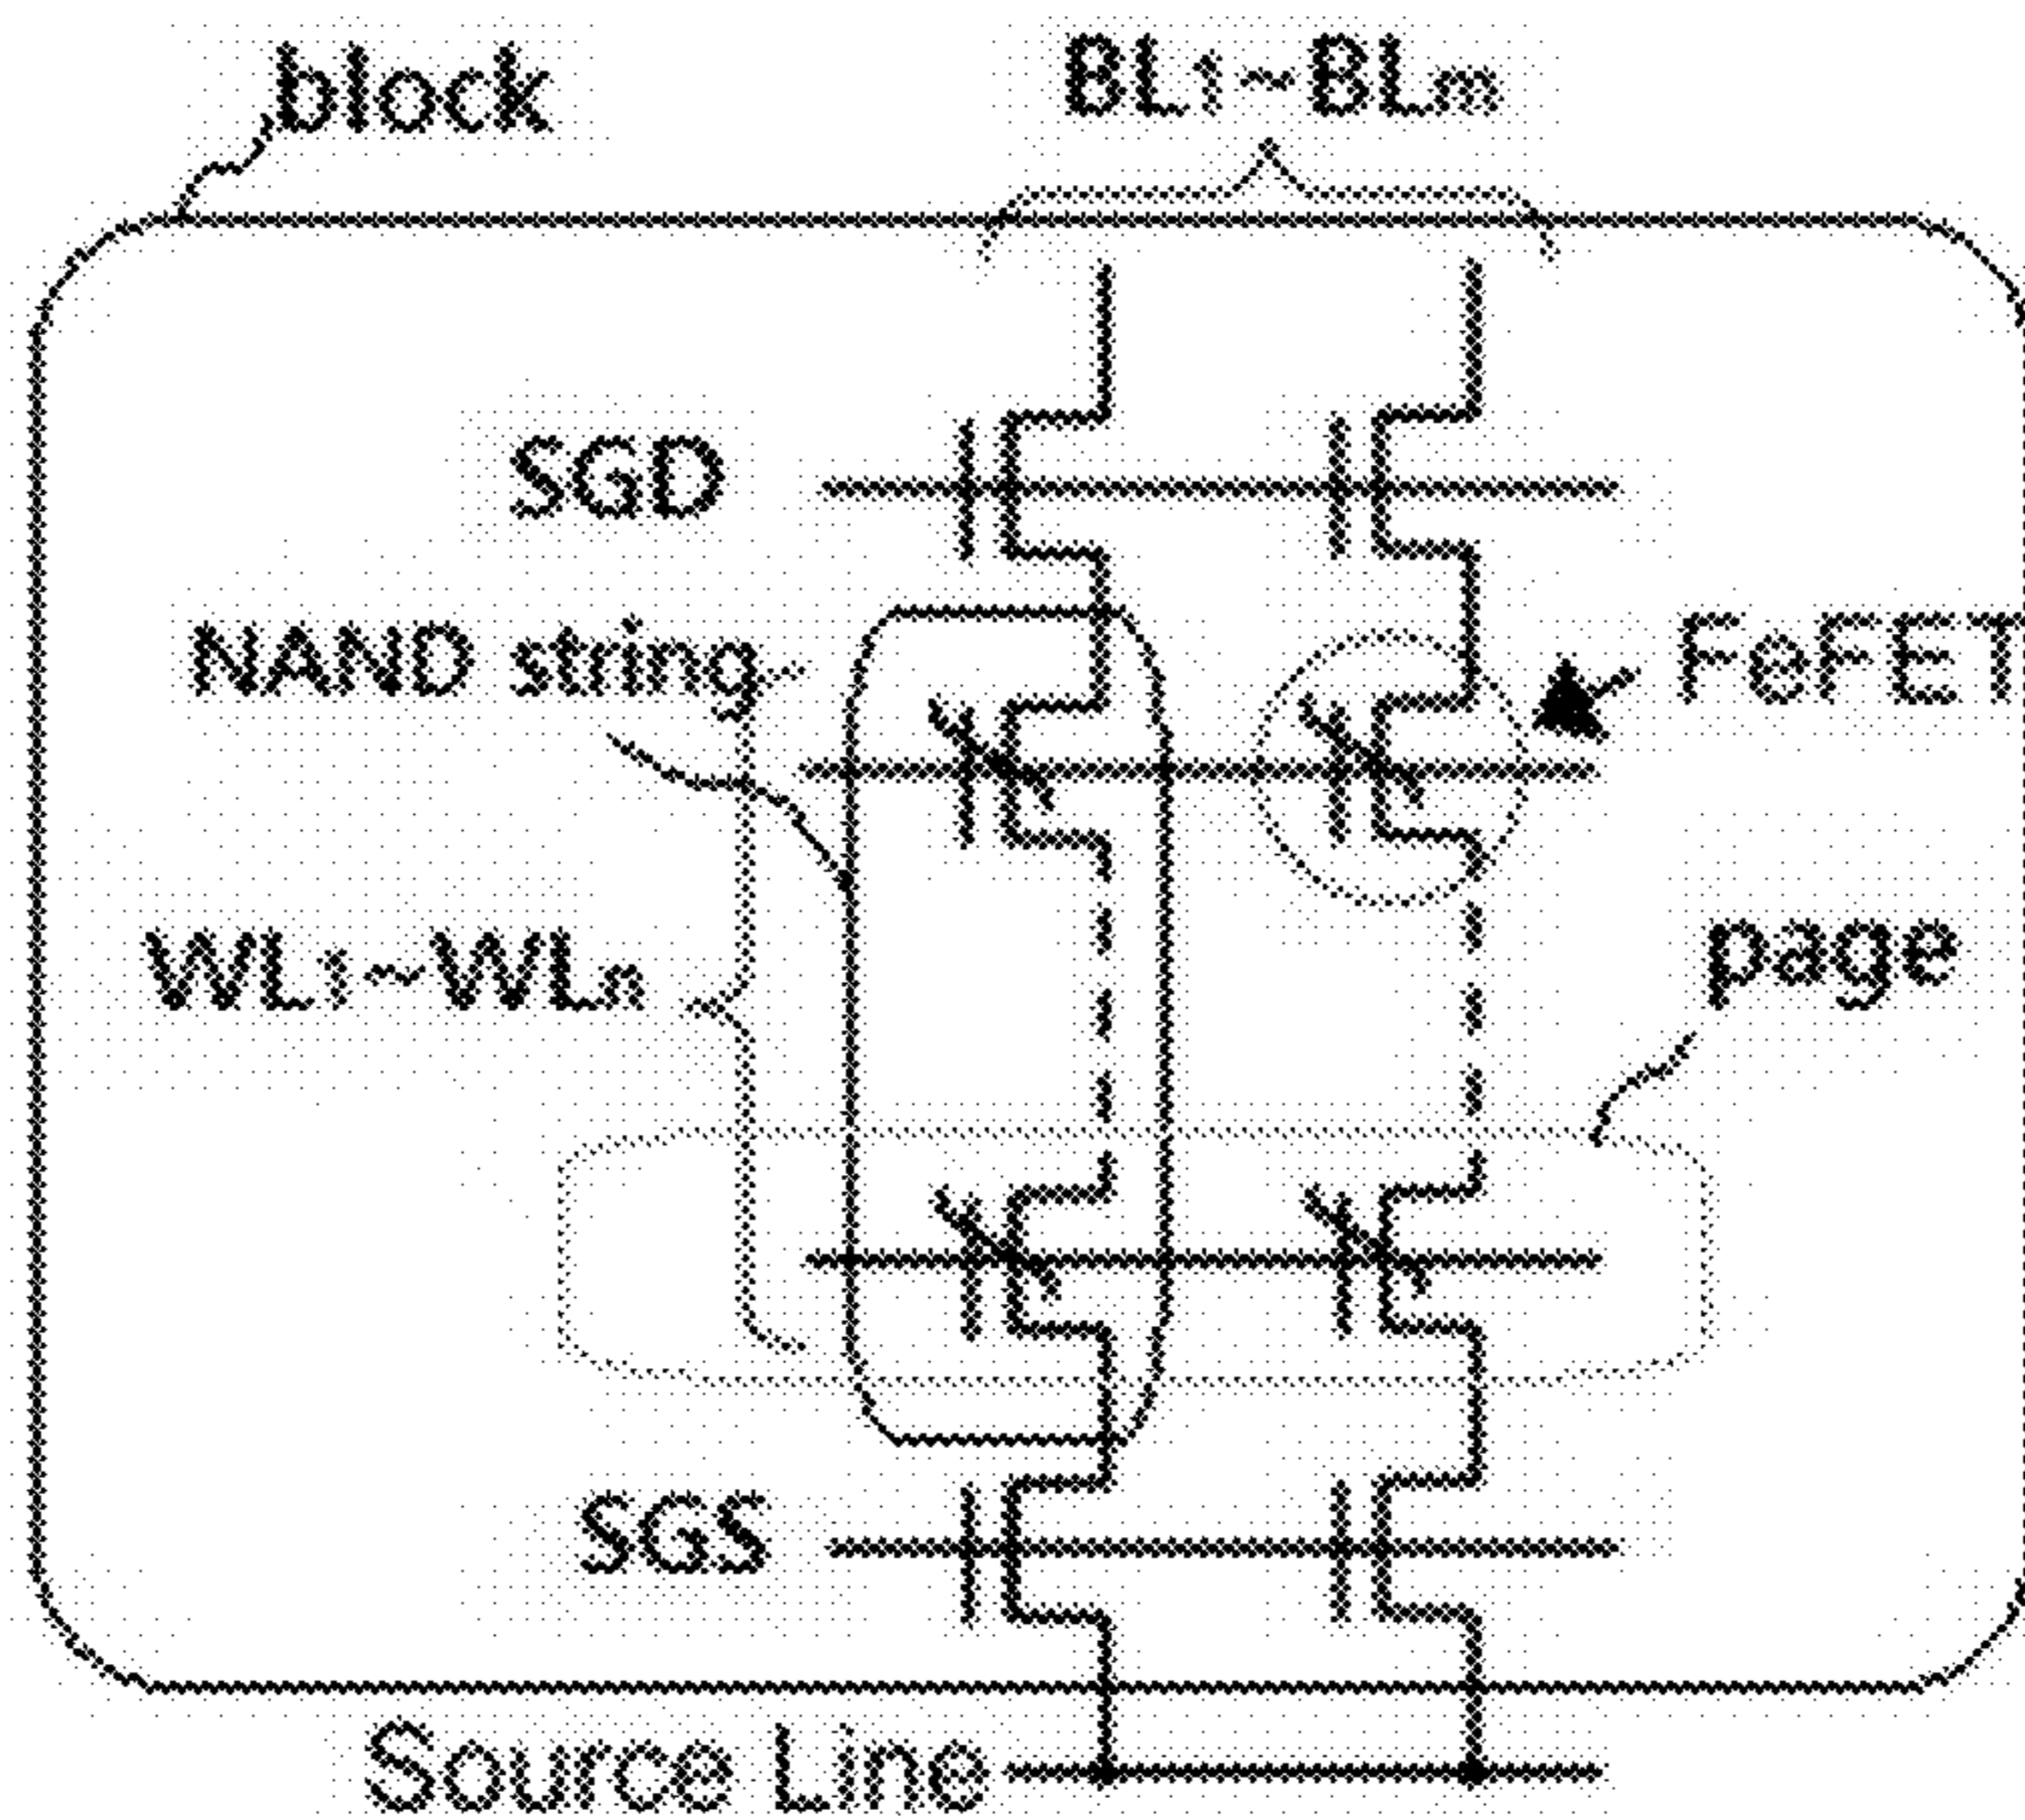 block
BL1~BLm
SGD
NAND string
FeFET
WL1~WLn
page
SGS
Source Line